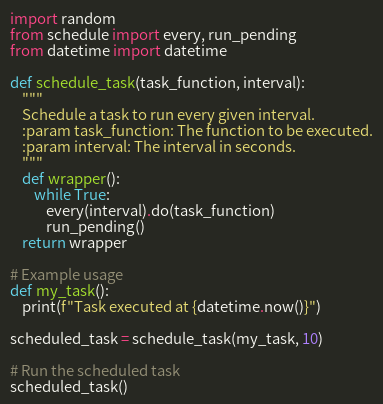 import random
from schedule import every, run_pending
from datetime import datetime

def schedule_task(task_function, interval):
    """
    Schedule a task to run every given interval.
    :param task_function: The function to be executed.
    :param interval: The interval in seconds.
    """
    def wrapper():
        while True:
            every(interval).do(task_function)
            run_pending()
    return wrapper

# Example usage
def my_task():
    print(f"Task executed at {datetime.now()}")

scheduled_task = schedule_task(my_task, 10)

# Run the scheduled task
scheduled_task()